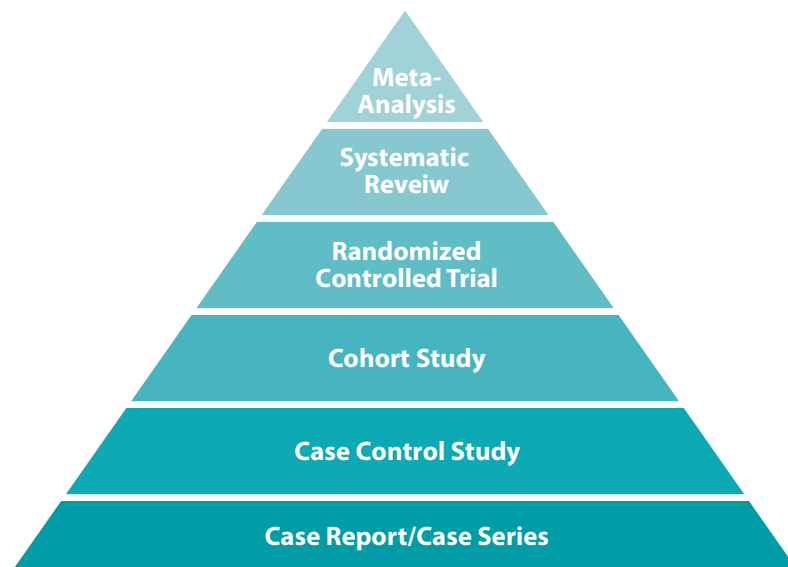 Meta-
Analysis
Systematic
Reveiw
Randomized
Controlled Trial
Cohort Study
Case Control Study
Case Report/Case Series